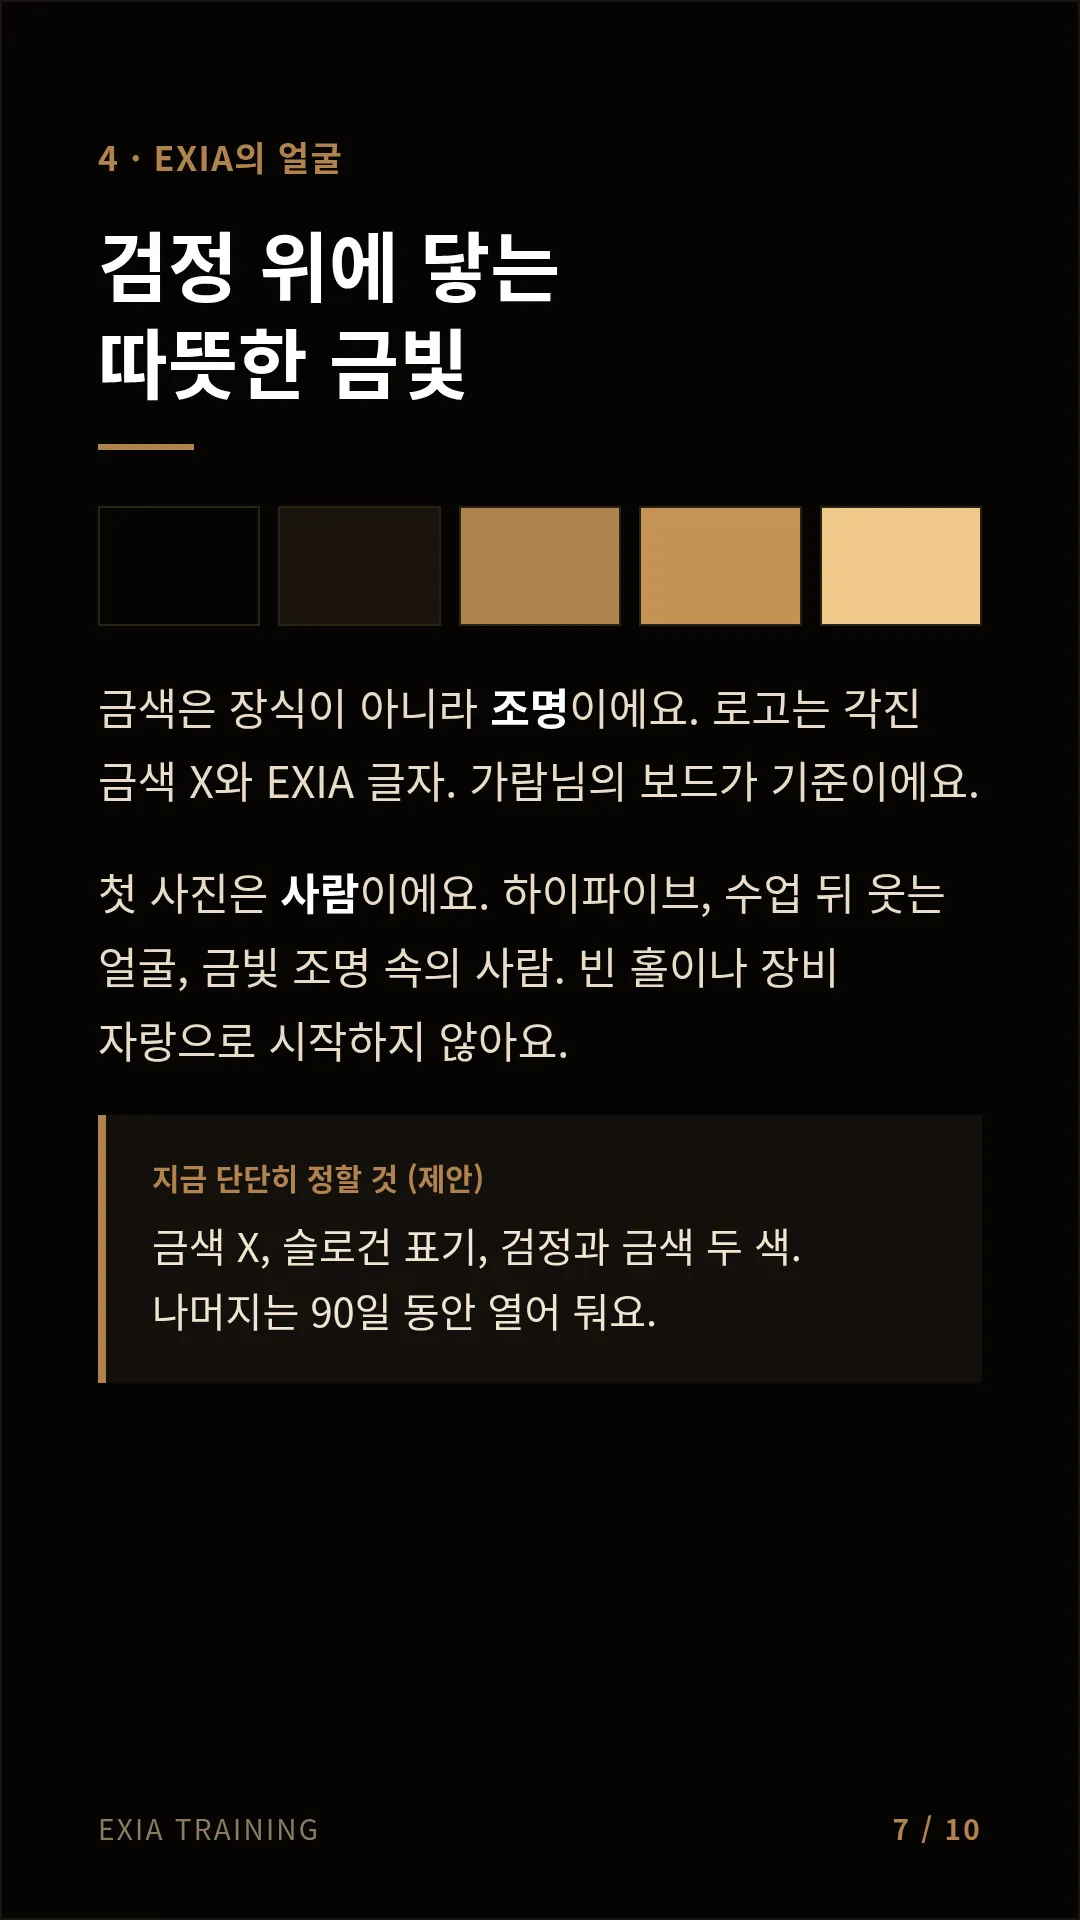 4 · EXIA의 얼굴
검정 위에 닿는
따뜻한 금빛
금색은 장식이 아니라 조명이에요. 로고는 각진
금색 X와 EXIA 글자. 가람님의 보드가 기준이에요.
첫 사진은 사람이에요. 하이파이브, 수업 뒤 웃는
얼굴, 금빛 조명 속의 사람. 빈 홀이나 장비
자랑으로 시작하지 않아요.
지금 단단히 정할 것 (제안)
금색 X, 슬로건 표기, 검정과 금색 두 색.
나머지는 90일 동안 열어 둬요.
EXIA TRAINING
7 / 10